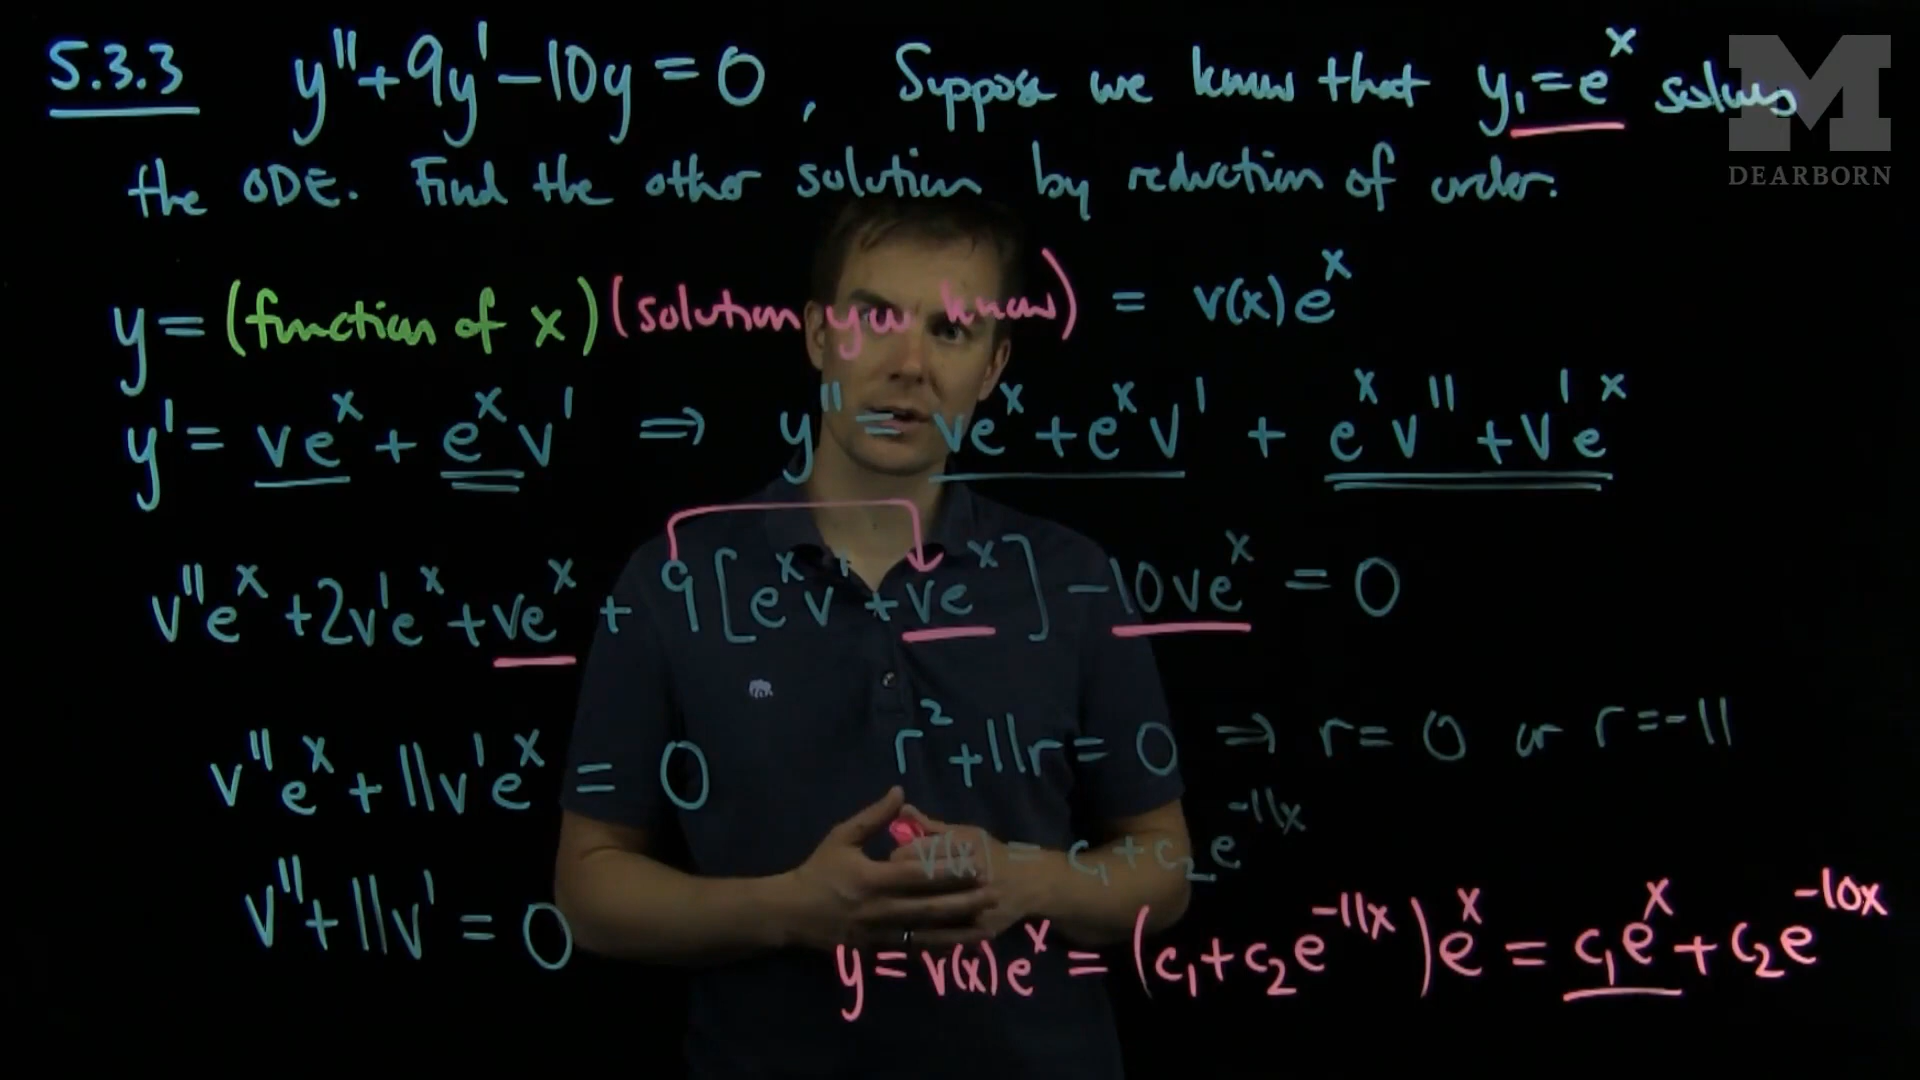 5.3.3 y'' + 9y' - 10y = 0, Suppose we know that y₁ = eˣ solves
the ODE. Find the other solution by reduction of order.
y = (function of x)(solution you know) = v(x)eˣ
y' = veˣ + eˣv' ⇒ y'' = veˣ + eˣv' + eˣv'' + v'eˣ
v''eˣ + 2v'eˣ + veˣ + 9[eˣv' + veˣ] - 10veˣ = 0
v''eˣ + 11v'eˣ = 0
r² + 11r = 0 ⇒ r = 0 or r = -11
v(x) = c₁ + c₂e⁻¹¹ˣ
v'' + 11v' = 0
y = v(x)eˣ = (c₁ + c₂e⁻¹¹ˣ)eˣ = c₁eˣ + c₂e⁻¹⁰ˣ
M
DEARBORN